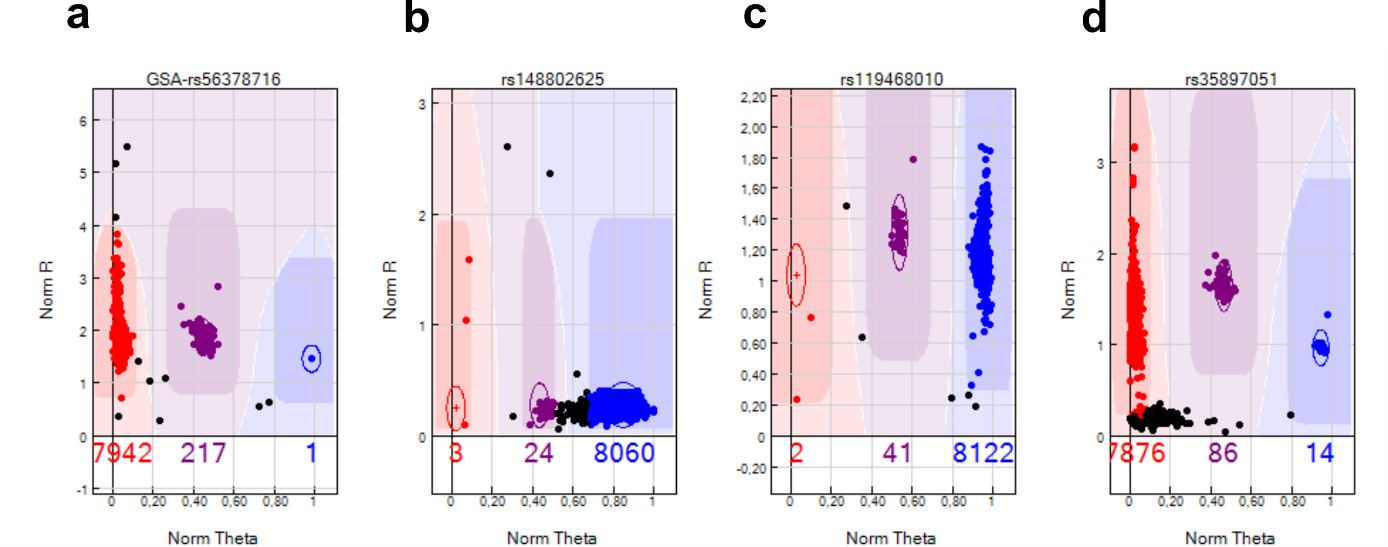 a
b
c
d
GSA-rs56378716
rs148802625
rs119468010
rs35897051
Norm R
6
5
4
3
2
1
0
-1
7942 217 1
0 0,20 0,40 0,60 0,80 1
Norm Theta
Norm R
3
2
1
0
3 24 8060
0 0,20 0,40 0,60 0,80 1
Norm Theta
Norm R
2,20
2,00
1,80
1,60
1,40
1,20
1
0,80
0,60
0,40
0,20
0
-0,20
2 41 8122
0 0,20 0,40 0,60 0,80 1
Norm Theta
Norm R
3
2
1
0
7876 86 14
0 0,20 0,40 0,60 0,80 1
Norm Theta